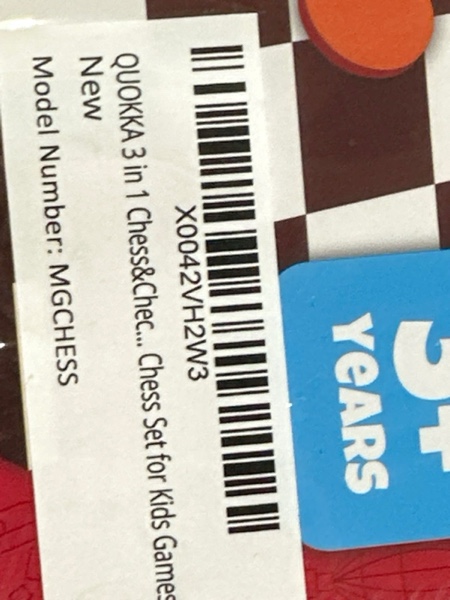 X0042VH2W3
QUOKKA 3 in 1 Chess&Chec... Chess Set for Kids Games
New
Model Number: MGCHESS
YeARS